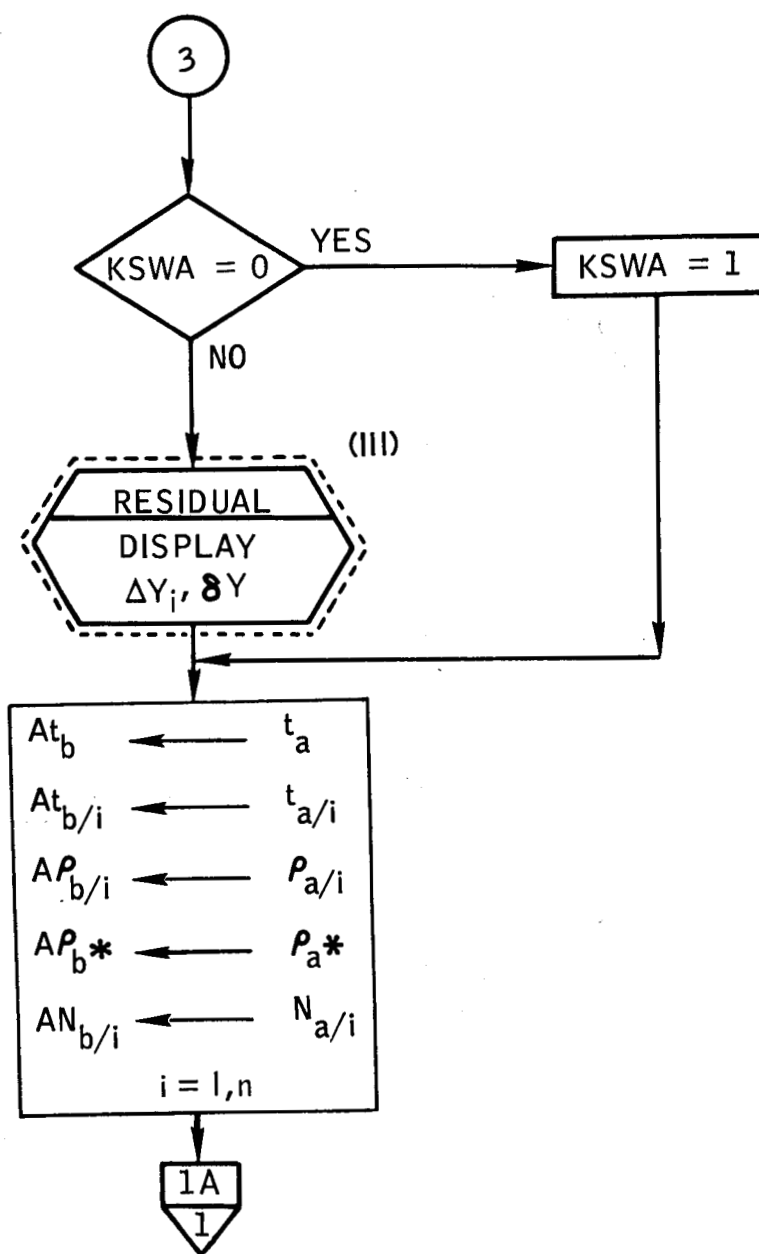 3
KSWA = 0
YES
KSWA = 1
NO
(III)
RESIDUAL
DISPLAY
ΔY_i, δY
At_b ← t_a
At_b/i ← t_a/i
Aρ_b/i ← ρ_a/i
Aρ_b* ← ρ_a*
AN_b/i ← N_a/i
i = 1,n
1A
1